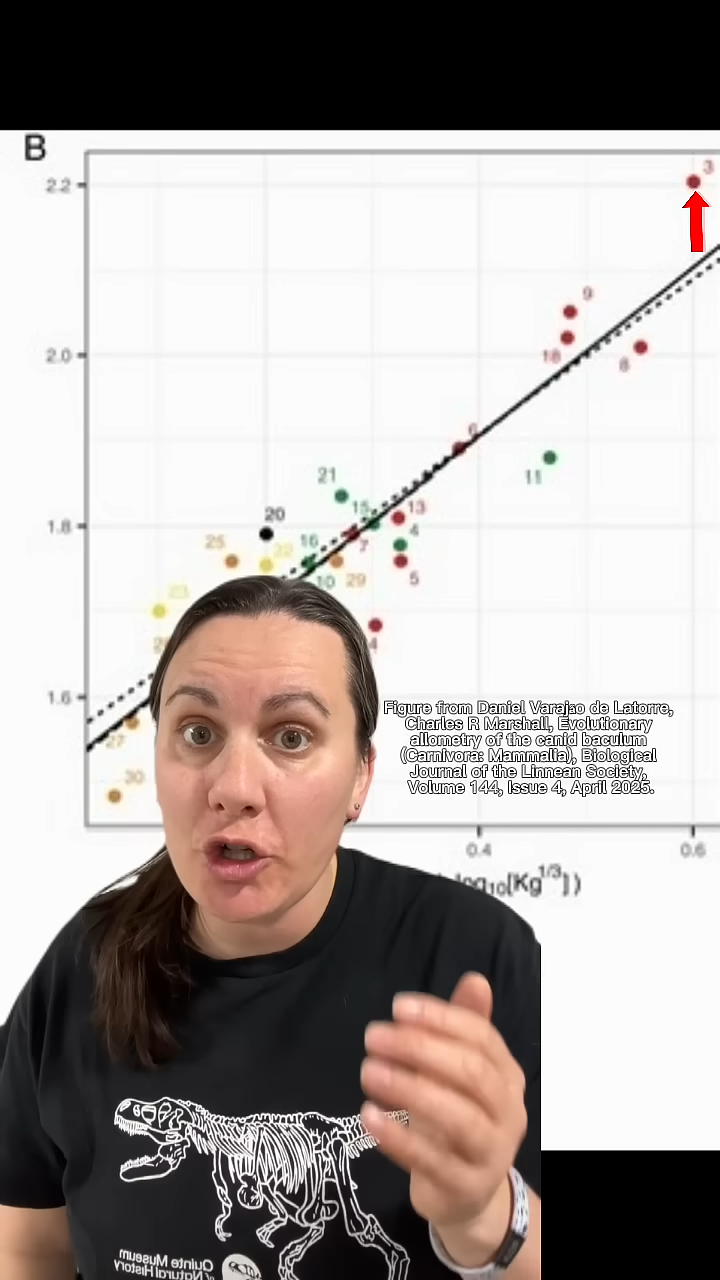 B
2.2
3
9
2.0
18
8
6
21
11
1.8
15
13
20
4
25
16
7
22
5
10
29
23
4
1.6
27
30
Figure from Daniel Varajao de Latorre,
Charles R Marshall, Evolutionary
allometry of the canid baculum
(Carnivora: Mammalia), Biological
Journal of the Linnean Society,
Volume 144, Issue 4, April 2025.
0.4
0.6
log10[Kg1/3] )
Quinte Museum
of Natural History